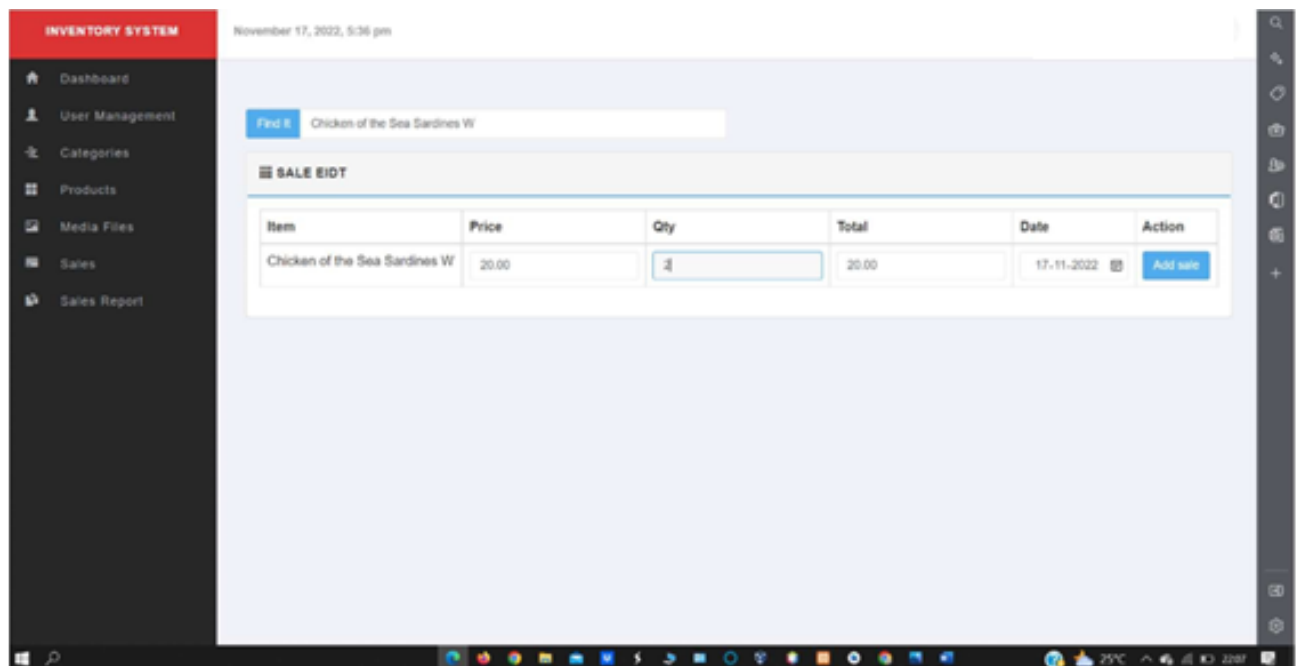 INVENTORY SYSTEM
November 17, 2022, 5:36 pm
Dashboard
User Management
Categories
Products
Media Files
Sales
Sales Report
Find It Chicken of the Sea Sardines W
SALE EIDT
Item Price Qty Total Date Action
Chicken of the Sea Sardines W 20.00 2 20.00 17-11-2022 Add sale
25°C 22:07